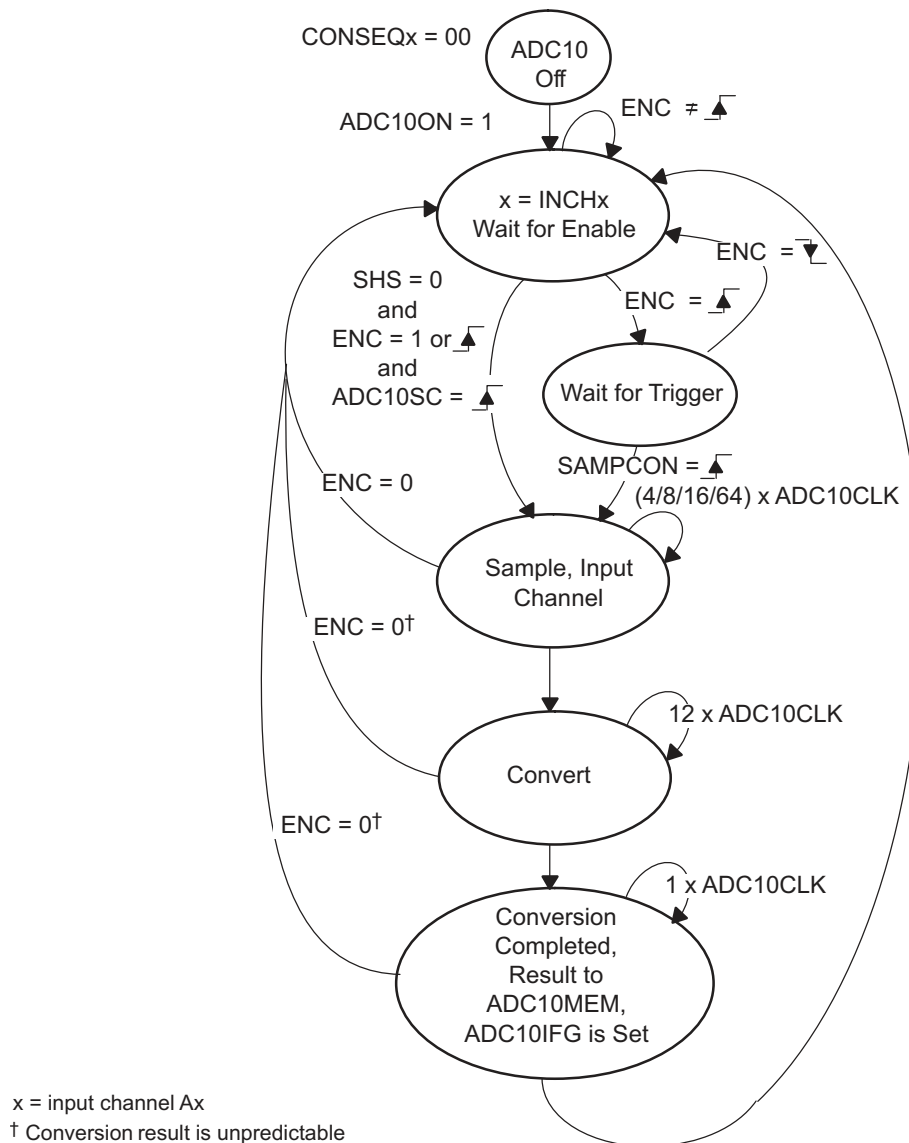 CONSEQx = 00
ADC10
Off
ADC10ON = 1
ENC ≠
x = INCHx
Wait for Enable
ENC =
SHS = 0
and
ENC = 1 or
and
ADC10SC =
ENC =
Wait for Trigger
SAMPCON =
(4/8/16/64) x ADC10CLK
ENC = 0
Sample, Input
Channel
ENC = 0†
12 x ADC10CLK
Convert
ENC = 0†
1 x ADC10CLK
Conversion
Completed,
Result to
ADC10MEM,
ADC10IFG is Set
x = input channel Ax
† Conversion result is unpredictable